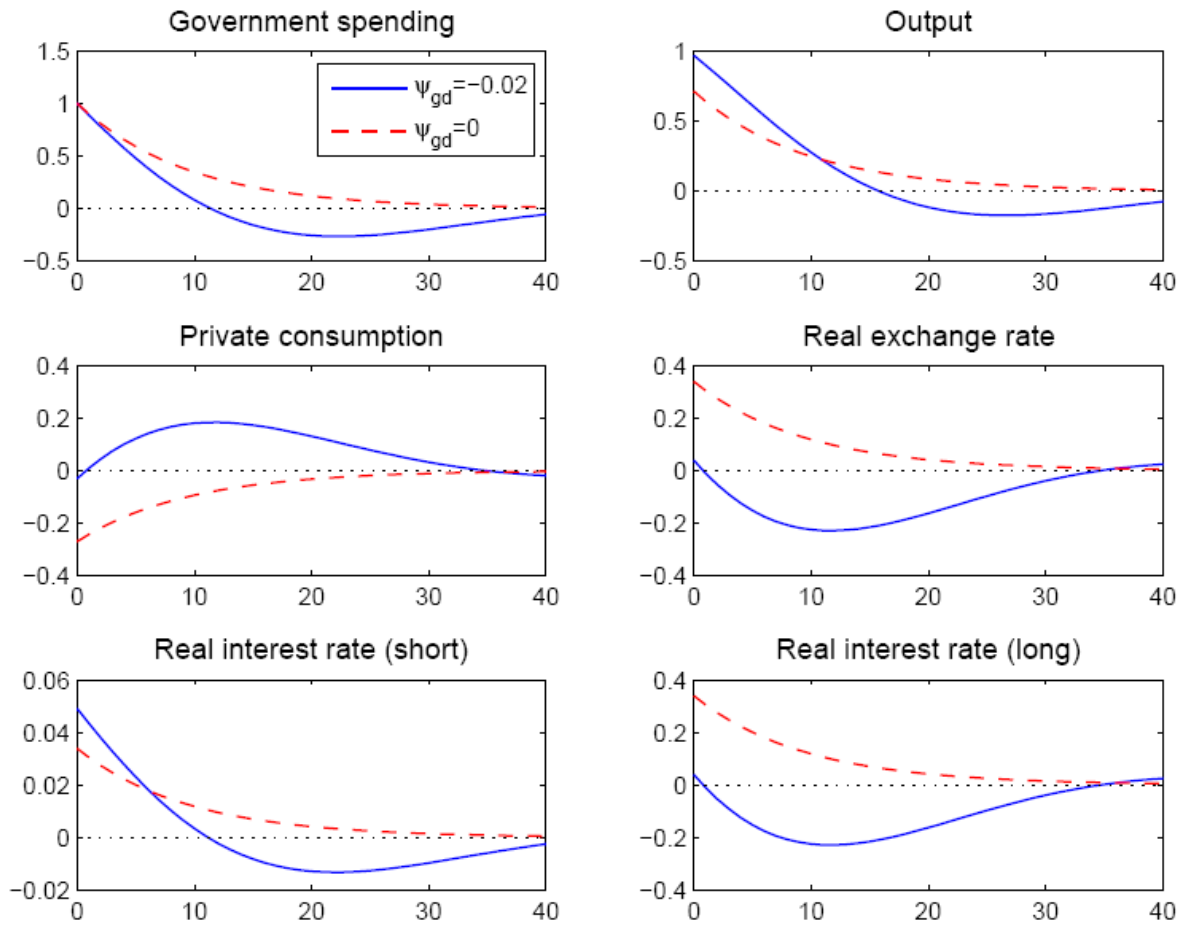 Government spending
1.5
1
0.5
0
−0.5
0 10 20 30 40
ψgd=−0.02
ψgd=0
Output
1
0.5
0
−0.5
0 10 20 30 40
Private consumption
0.4
0.2
0
−0.2
−0.4
0 10 20 30 40
Real exchange rate
0.4
0.2
0
−0.2
−0.4
0 10 20 30 40
Real interest rate (short)
0.06
0.04
0.02
0
−0.02
0 10 20 30 40
Real interest rate (long)
0.4
0.2
0
−0.2
−0.4
0 10 20 30 40